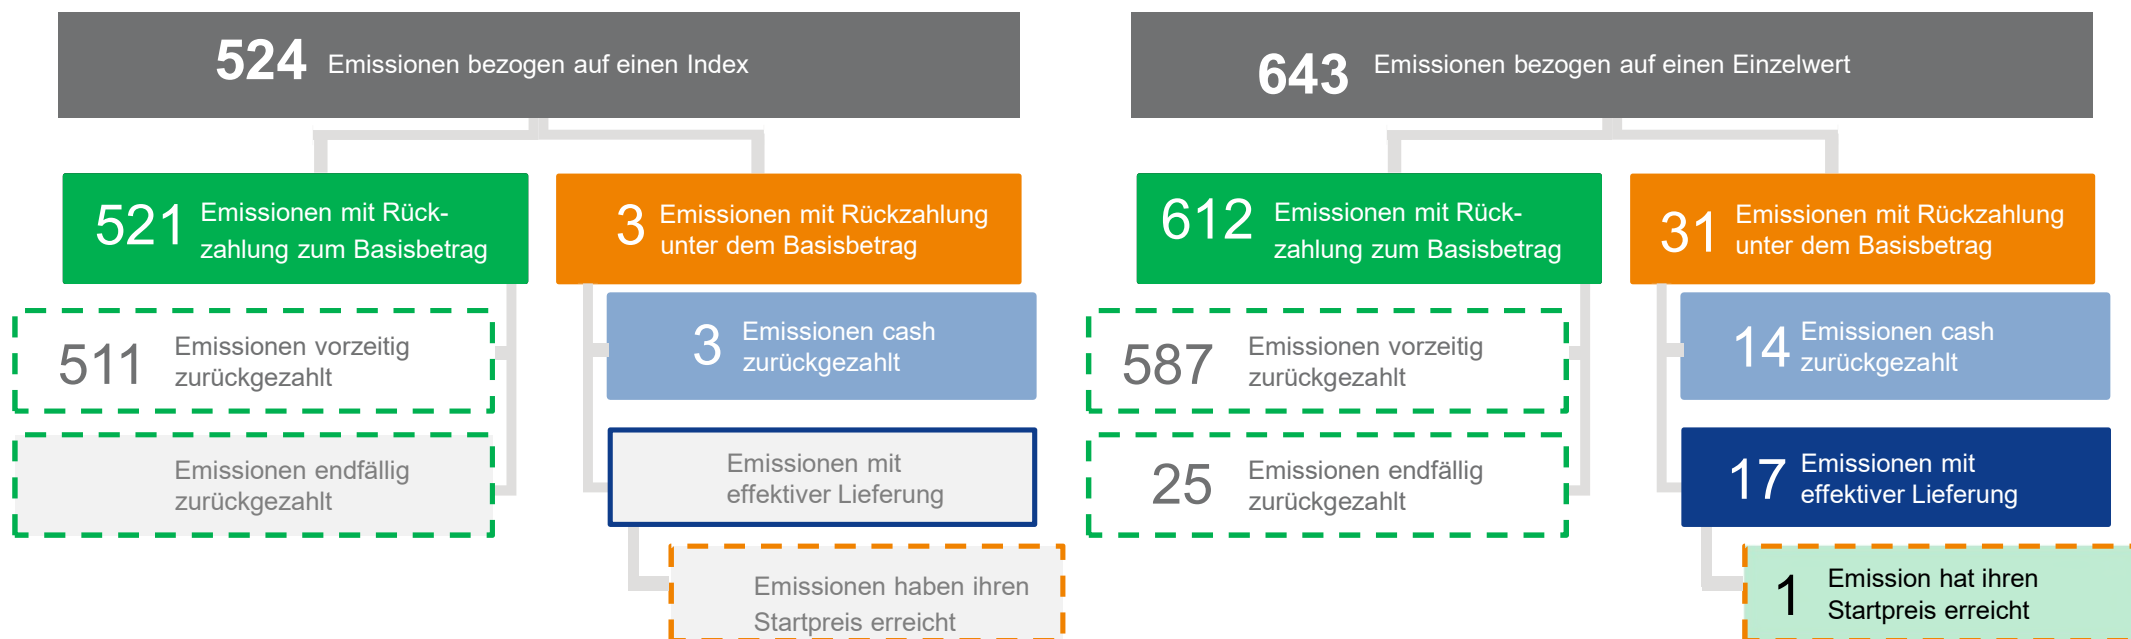 524 Emissionen bezogen auf einen Index
521 Emissionen mit Rück-
zahlung zum Basisbetrag
3 Emissionen mit Rückzahlung
unter dem Basisbetrag
511 Emissionen vorzeitig
zurückgezahlt
Emissionen endfällig
zurückgezahlt
3 Emissionen cash
zurückgezahlt
Emissionen mit
effektiver Lieferung
Emissionen haben ihren
Startpreis erreicht
643 Emissionen bezogen auf einen Einzelwert
612 Emissionen mit Rück-
zahlung zum Basisbetrag
31 Emissionen mit Rückzahlung
unter dem Basisbetrag
587 Emissionen vorzeitig
zurückgezahlt
25 Emissionen endfällig
zurückgezahlt
14 Emissionen cash
zurückgezahlt
17 Emissionen mit
effektiver Lieferung
1 Emission hat ihren
Startpreis erreicht